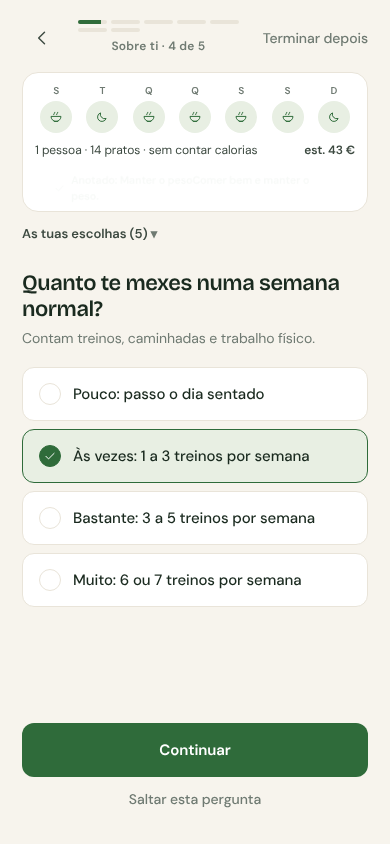 Sobre ti · 4 de 5
Terminar depois
S T Q Q S S D
1 pessoa · 14 pratos · sem contar calorias est. 43 €
As tuas escolhas (5) ▾
Quanto te mexes numa semana
normal?
Contam treinos, caminhadas e trabalho físico.
Pouco: passo o dia sentado
Às vezes: 1 a 3 treinos por semana
Bastante: 3 a 5 treinos por semana
Muito: 6 ou 7 treinos por semana
Continuar
Saltar esta pergunta